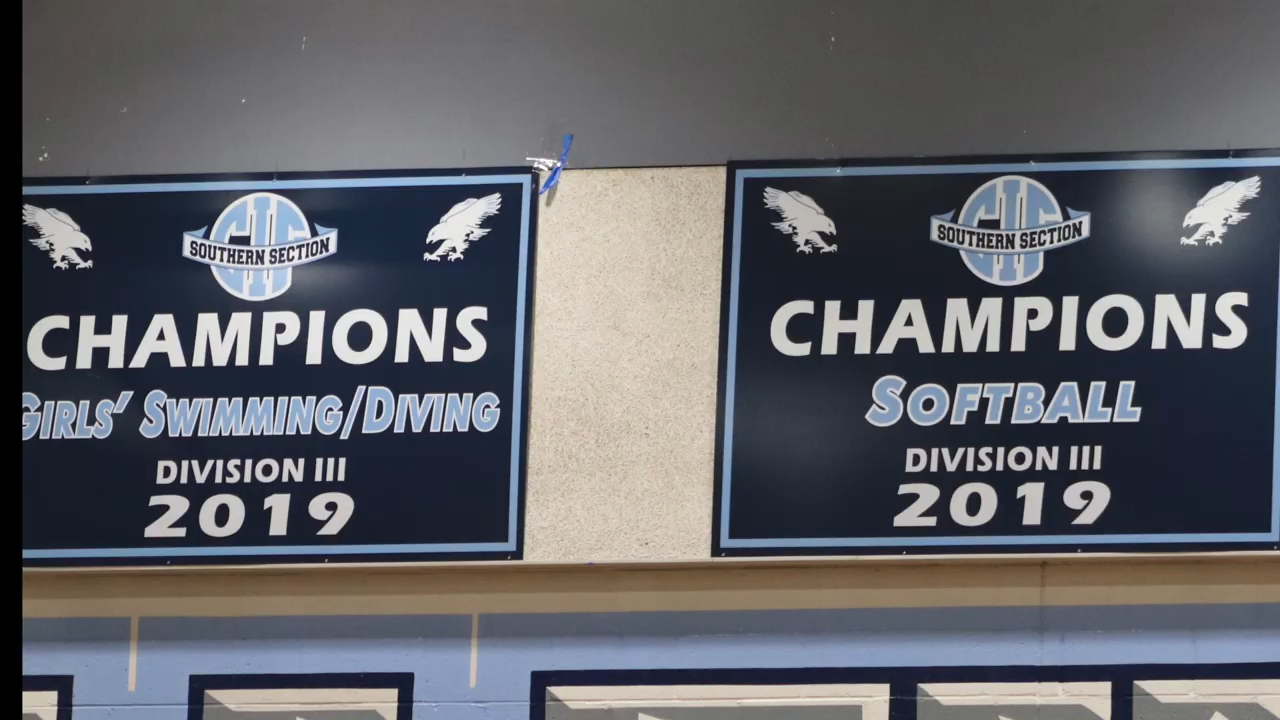 CIF
SOUTHERN SECTION
CHAMPIONS
GIRLS' SWIMMING/DIVING
DIVISION III
2019
CIF
SOUTHERN SECTION
CHAMPIONS
SOFTBALL
DIVISION III
2019